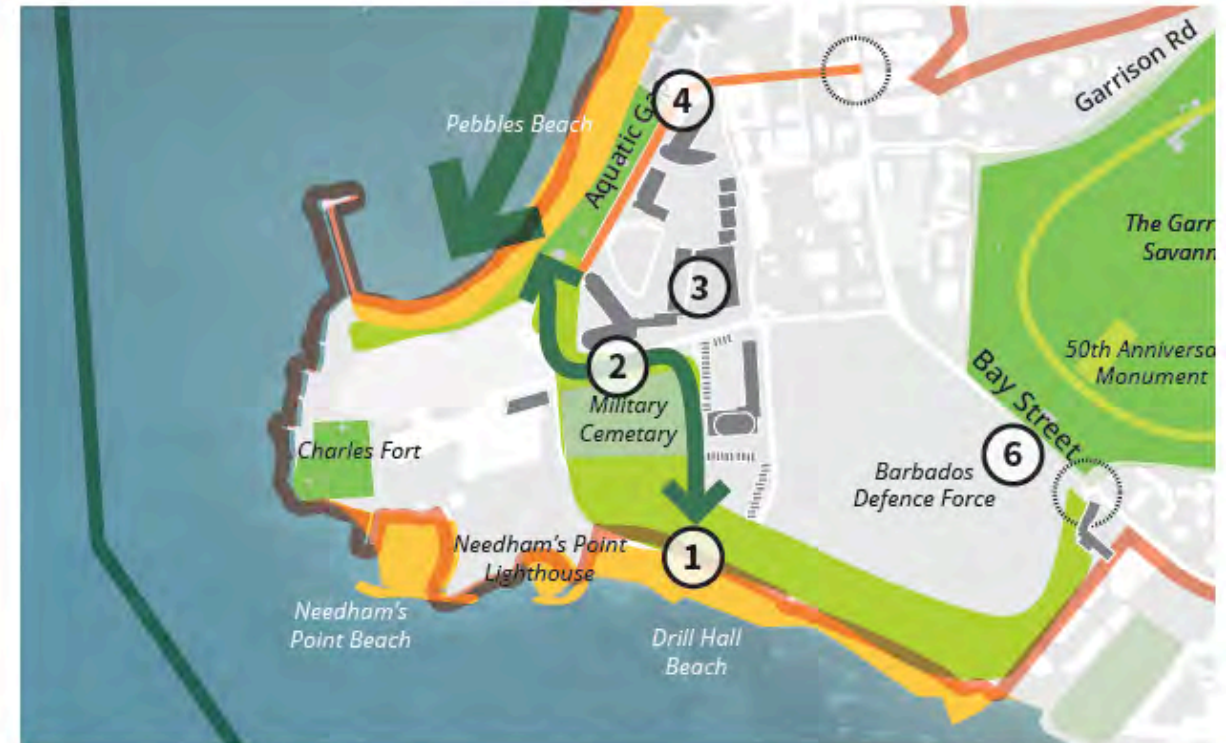 Garrison Rd
Pebbles Beach
4
Aquatic
The Garr
Savann
3
50th Anniversa
Monument
2
Military
Cemetary
Bay Street
6
Charles Fort
Barbados
Defence Force
Needham's Point
Lighthouse
1
Needham's
Point Beach
Drill Hall
Beach